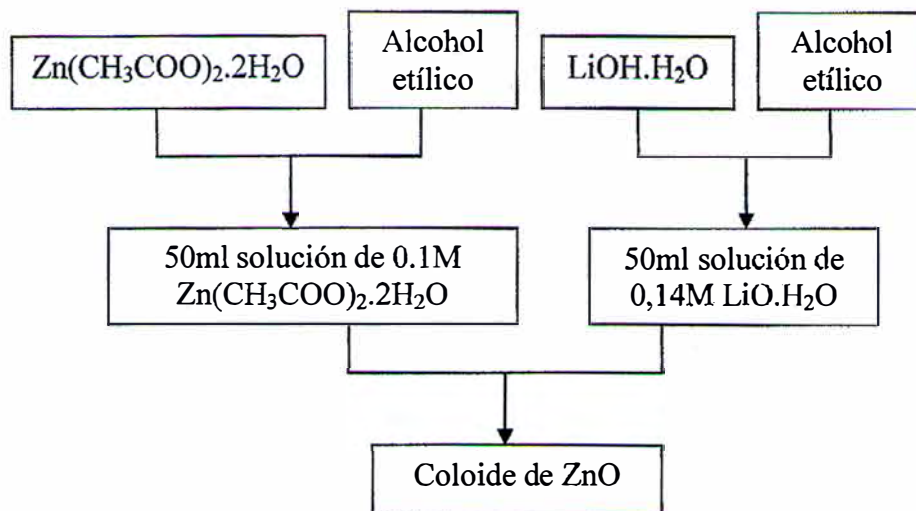 Zn(CH₃COO)₂.2H₂O
Alcohol
etílico
LiOH.H₂O
Alcohol
etílico
50ml solución de 0.1M
Zn(CH₃COO)₂.2H₂O
50ml solución de
0,14M LiO.H₂O
Coloide de ZnO